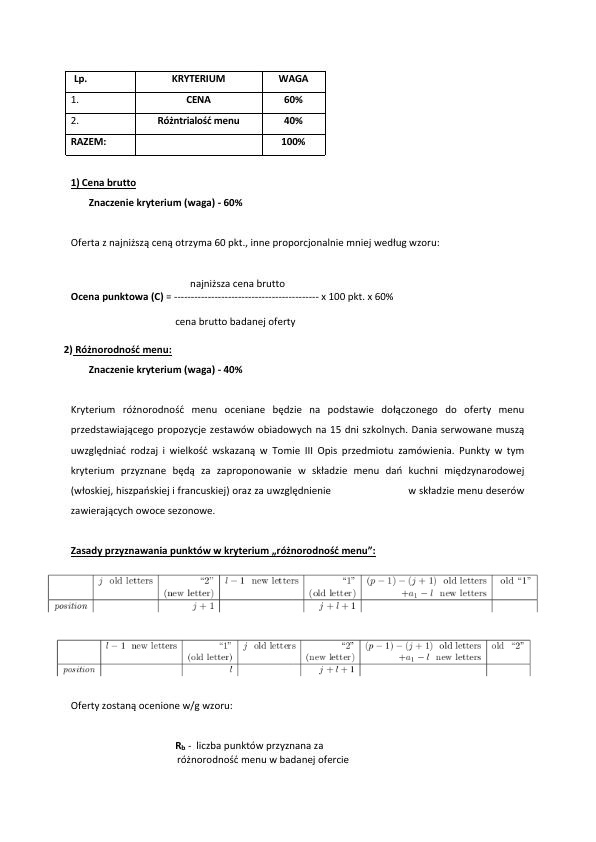 Lp. KRYTERIUM WAGA
1. CENA 60%
2. Różntrialość menu 40%
RAZEM: 100%
1) Cena brutto
Znaczenie kryterium (waga) - 60%
Oferta z najniższą ceną otrzyma 60 pkt., inne proporcjonalnie mniej według wzoru:
najniższa cena brutto
Ocena punktowa (C) = ------------------------------------------- x 100 pkt. x 60%
cena brutto badanej oferty
2) Różnorodność menu:
Znaczenie kryterium (waga) - 40%
Kryterium różnorodność menu oceniane będzie na podstawie dołączonego do oferty menu
przedstawiającego propozycje zestawów obiadowych na 15 dni szkolnych. Dania serwowane muszą
uwzględniać rodzaj i wielkość wskazaną w Tomie III Opis przedmiotu zamówienia. Punkty w tym
kryterium przyznane będą za zaproponowanie w składzie menu dań kuchni międzynarodowej
(włoskiej, hiszpańskiej i francuskiej) oraz za uwzględnienie w składzie menu deserów
zawierających owoce sezonowe.
Zasady przyznawania punktów w kryterium „różnorodność menu”:
j old letters “2” l − 1 new letters “1” (p − 1) − (j + 1) old letters old “1”
(new letter) (old letter) +a₁ − l new letters
position j + 1 j + l + 1
l − 1 new letters “1” j old letters “2” (p − 1) − (j + 1) old letters old “2”
(old letter) (new letter) +a₁ − l new letters
position l j + l + 1
Oferty zostaną ocenione w/g wzoru:
R_b - liczba punktów przyznana za
różnorodność menu w badanej ofercie